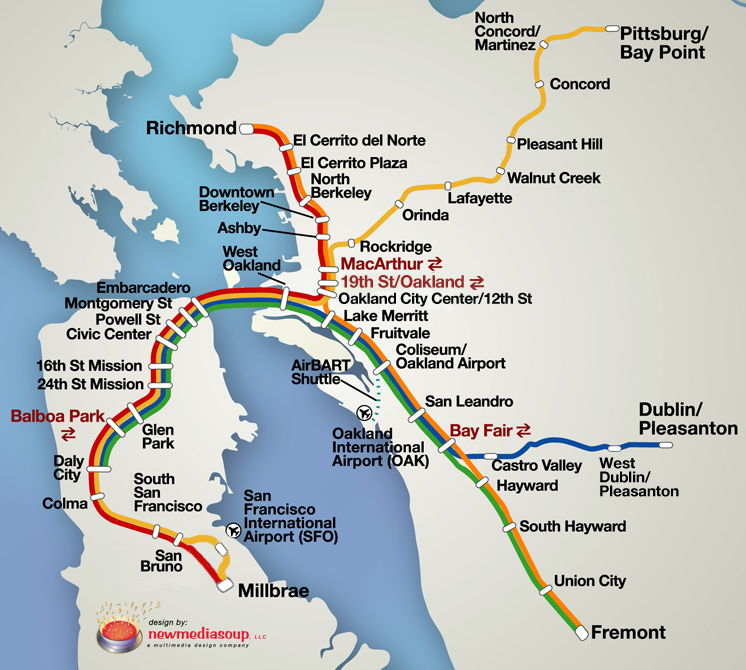 North
Concord/
Martinez
Pittsburg/
Bay Point
Concord
Richmond
El Cerrito del Norte
Pleasant Hill
El Cerrito Plaza
North
Berkeley
Walnut Creek
Downtown
Berkeley
Lafayette
Orinda
Ashby
Rockridge
West
Oakland
MacArthur
19th St/Oakland
Oakland City Center/12th St
Embarcadero
Montgomery St
Powell St
Civic Center
Lake Merritt
Fruitvale
Coliseum/
Oakland Airport
16th St Mission
24th St Mission
AirBART
Shuttle
San Leandro
Balboa Park
Glen
Park
Oakland
International
Airport (OAK)
Bay Fair
Dublin/
Pleasanton
Daly
City
Castro Valley
West
Dublin/
Pleasanton
Hayward
Colma
South
San
Francisco
San
Francisco
International
Airport (SFO)
South Hayward
San
Bruno
Union City
Millbrae
Fremont
design by:
newmediasoup, LLC
a multimedia design company